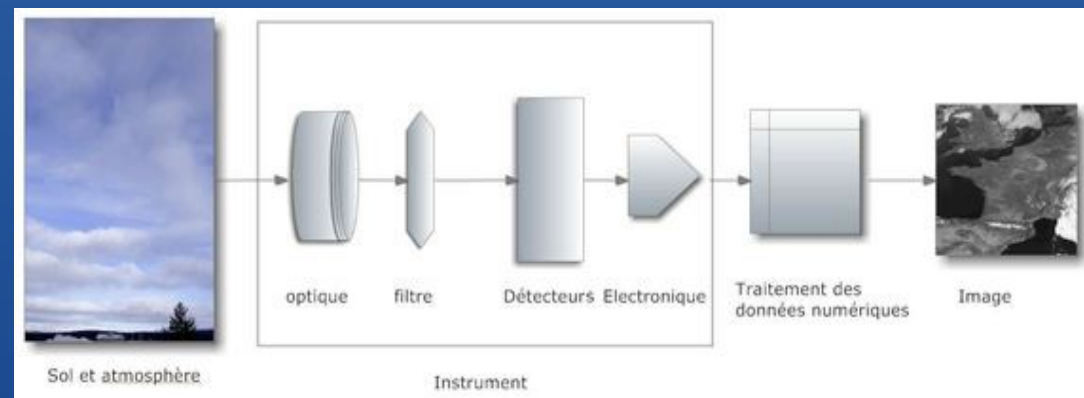 optique
filtre
Détecteurs
Electronique
Traitement des
données numériques
Image
Sol et atmosphère
Instrument